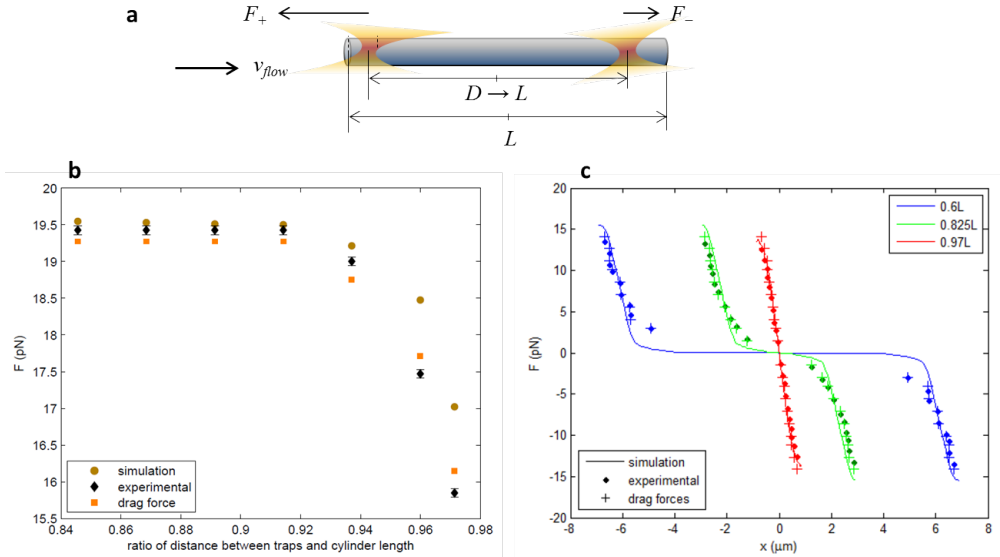 a
F₊
F₋
v_flow
D → L
L
b
20
19.5
19
18.5
18
17.5
17
16.5
16
15.5
F (pN)
simulation
experimental
drag force
0.84 0.86 0.88 0.9 0.92 0.94 0.96 0.98
ratio of distance between traps and cylinder length
c
20
15
10
5
0
-5
-10
-15
-20
F (pN)
0.6L
0.825L
0.97L
simulation
experimental
drag forces
-8 -6 -4 -2 0 2 4 6 8
x (μm)